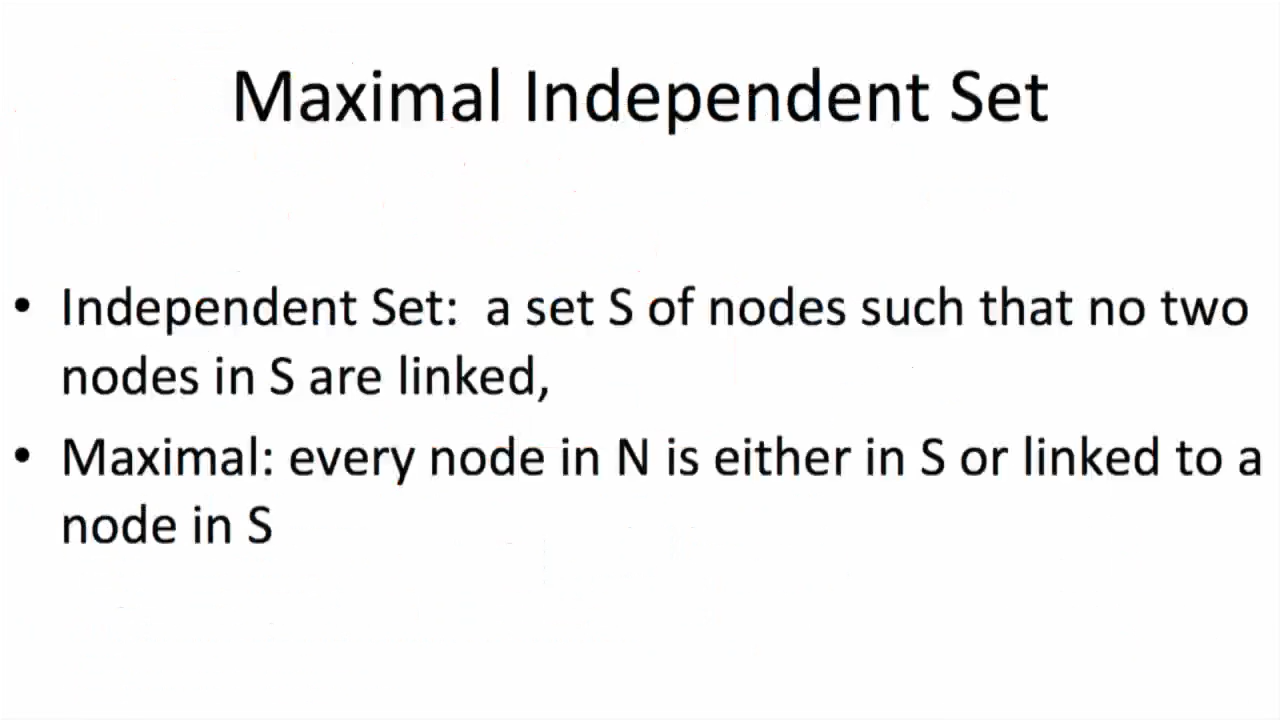 Maximal Independent Set
• Independent Set:  a set S of nodes such that no two
nodes in S are linked,
• Maximal: every node in N is either in S or linked to a
node in S